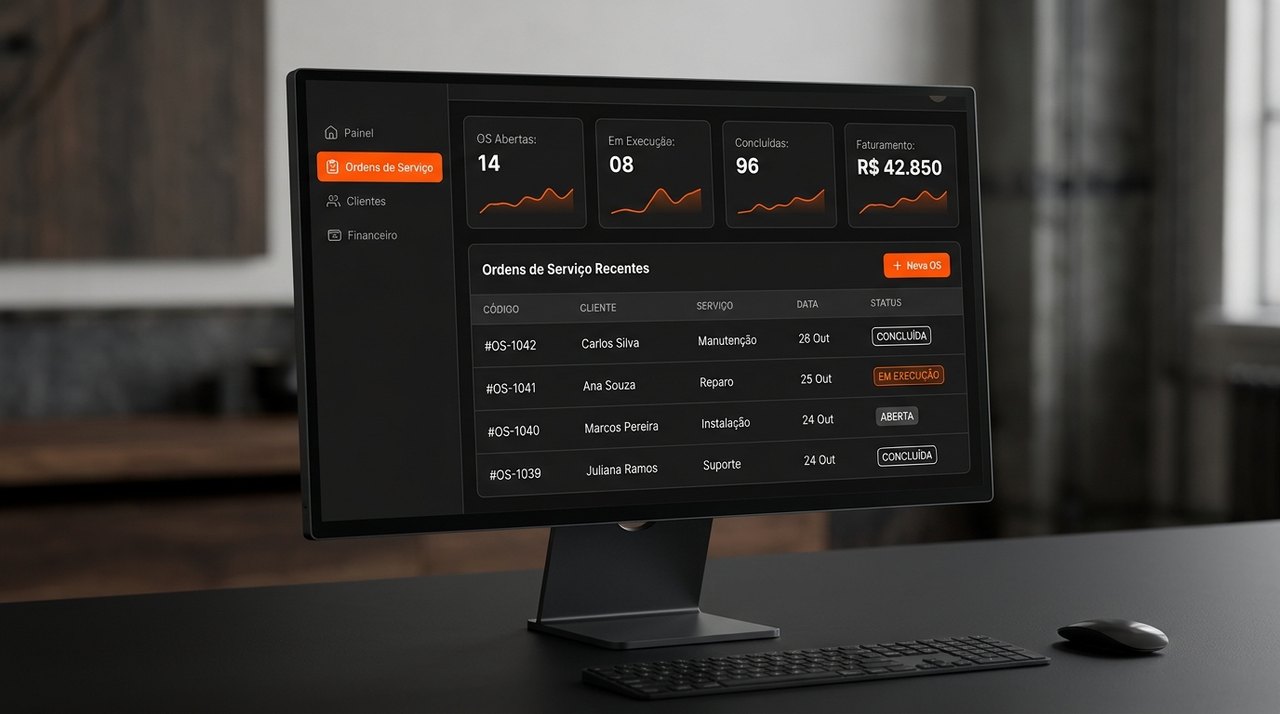 Painel
Ordens de Serviço
Clientes
Financeiro
OS Abertas:
14
Em Execução:
08
Concluídas:
96
Faturamento:
R$ 42.850
Ordens de Serviço Recentes
+ Neva OS
CÓDIGO CLIENTE SERVIÇO DATA STATUS
#OS-1042 Carlos Silva Manutenção 26 Out CONCLUÍDA
#OS-1041 Ana Souza Reparo 25 Out EM EXECUÇÃO
#OS-1040 Marcos Pereira Instalação 24 Out ABERTA
#OS-1039 Juliana Ramos Suporte 24 Out CONCLUÍDA